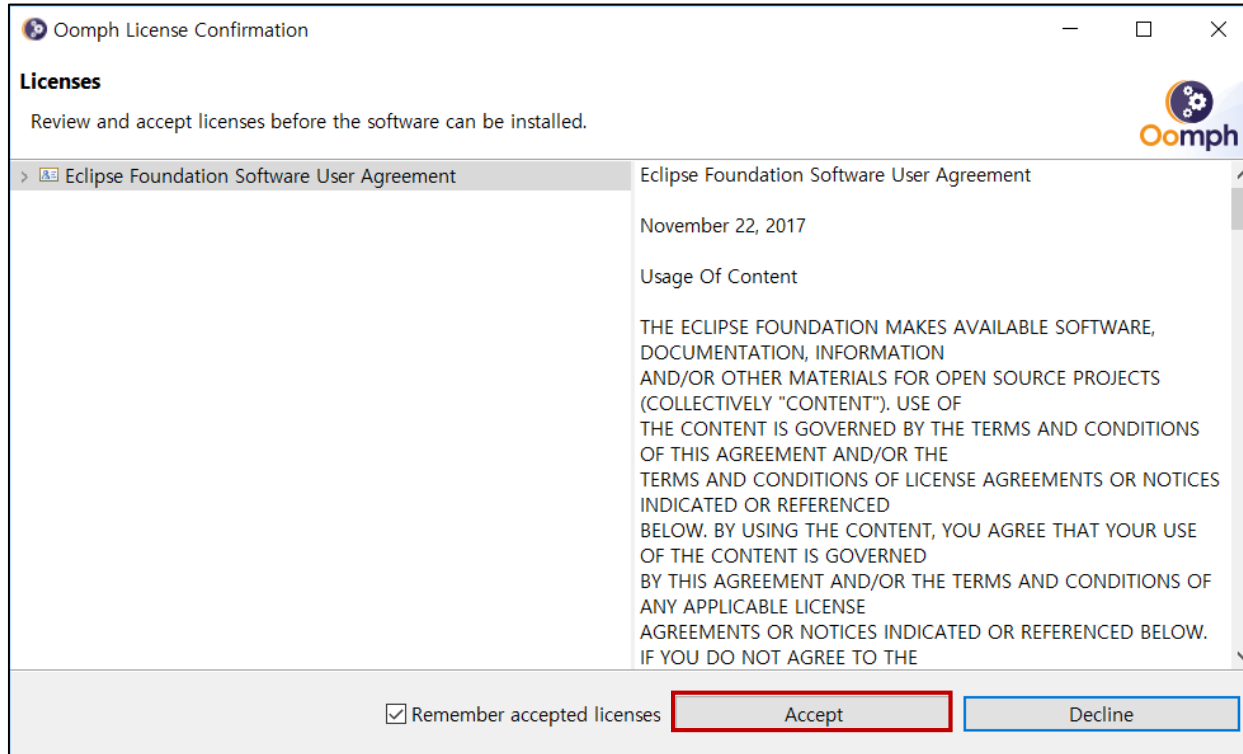 Oomph License Confirmation
Licenses
Review and accept licenses before the software can be installed.
Oomph
Eclipse Foundation Software User Agreement
Eclipse Foundation Software User Agreement
November 22, 2017
Usage Of Content
THE ECLIPSE FOUNDATION MAKES AVAILABLE SOFTWARE,
DOCUMENTATION, INFORMATION
AND/OR OTHER MATERIALS FOR OPEN SOURCE PROJECTS
(COLLECTIVELY "CONTENT"). USE OF
THE CONTENT IS GOVERNED BY THE TERMS AND CONDITIONS
OF THIS AGREEMENT AND/OR THE
TERMS AND CONDITIONS OF LICENSE AGREEMENTS OR NOTICES
INDICATED OR REFERENCED
BELOW. BY USING THE CONTENT, YOU AGREE THAT YOUR USE
OF THE CONTENT IS GOVERNED
BY THIS AGREEMENT AND/OR THE TERMS AND CONDITIONS OF
ANY APPLICABLE LICENSE
AGREEMENTS OR NOTICES INDICATED OR REFERENCED BELOW.
IF YOU DO NOT AGREE TO THE
Remember accepted licenses
Accept
Decline